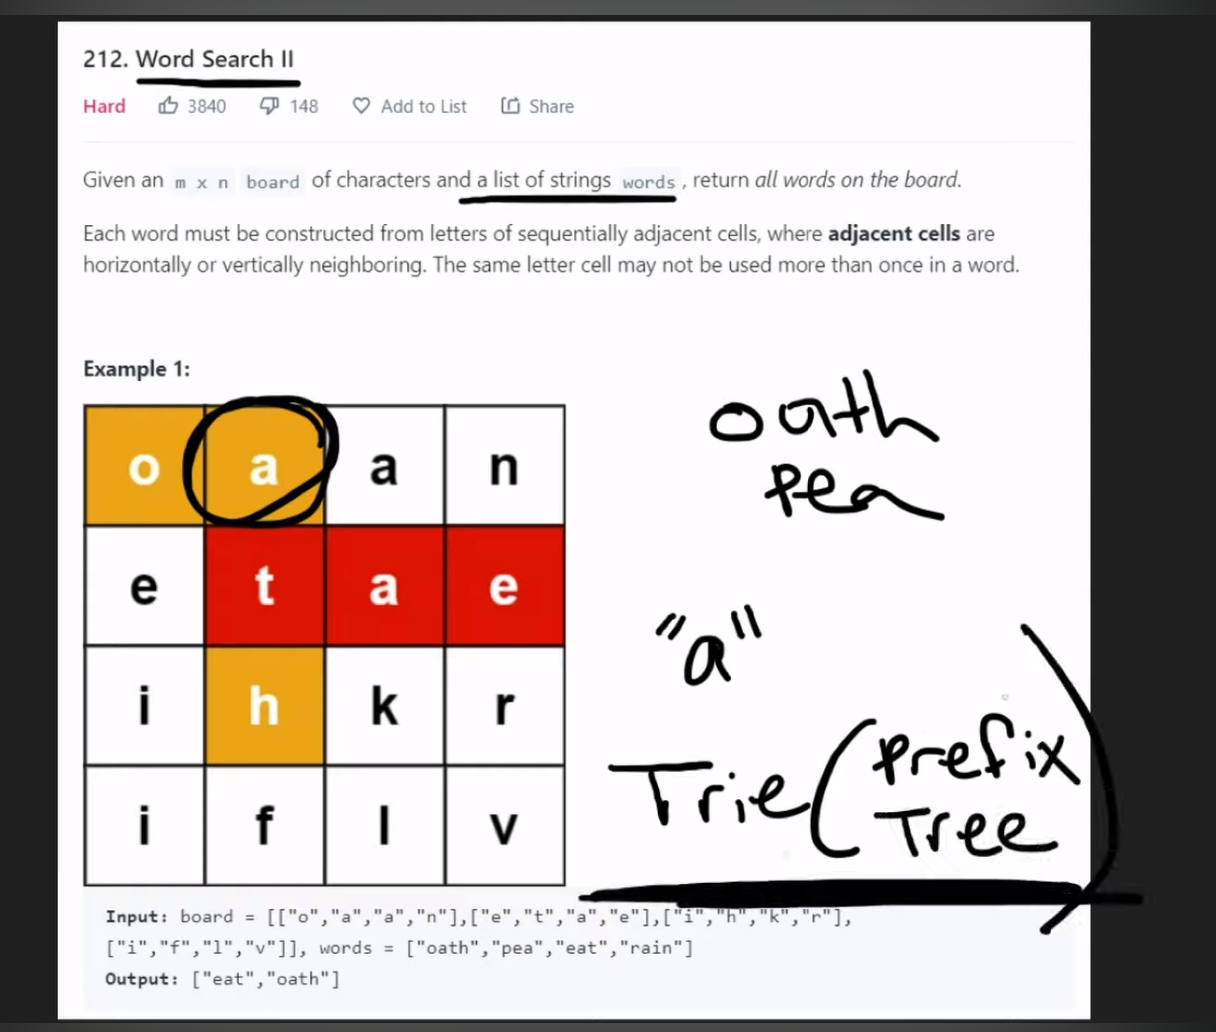 212. Word Search II
Hard 3840 148 Add to List Share
Given an m x n board of characters and a list of strings words, return all words on the board.
Each word must be constructed from letters of sequentially adjacent cells, where adjacent cells are
horizontally or vertically neighboring. The same letter cell may not be used more than once in a word.
Example 1:
o a a n
e t a e
i h k r
i f l v
oath
pea
"a"
Trie (prefix
Tree)
Input: board = [["o","a","a","n"],["e","t","a","e"],["i","h","k","r"],
["i","f","l","v"]], words = ["oath","pea","eat","rain"]
Output: ["eat","oath"]